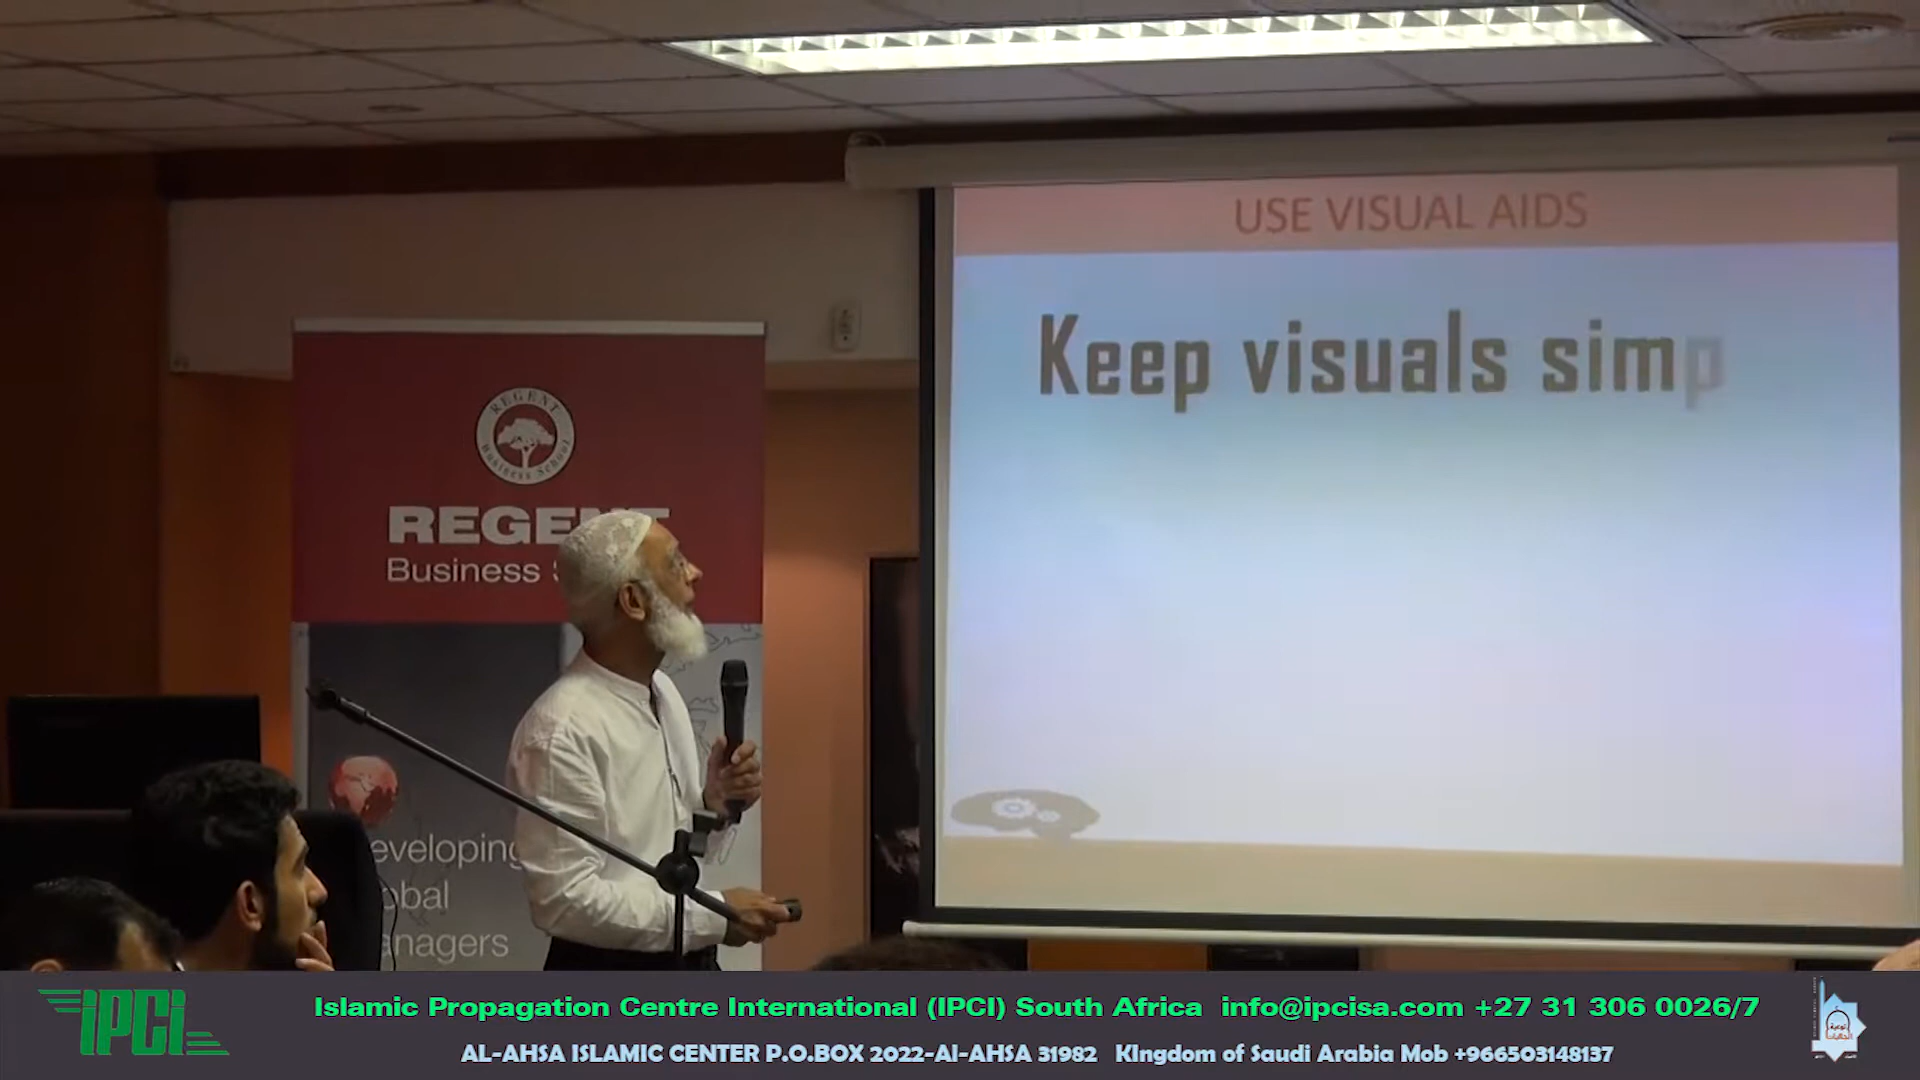 USE VISUAL AIDS
Keep visuals simp
REGENT
Business School
REGENT
Business
eveloping
obal
anagers
IPCI
Islamic Propagation Centre International (IPCI) South Africa info@ipcisa.com +27 31 306 0026/7
AL-AHSA ISLAMIC CENTER P.O.BOX 2022-Al-AHSA 31982 KIngdom of Saudi Arabia Mob +966503148137